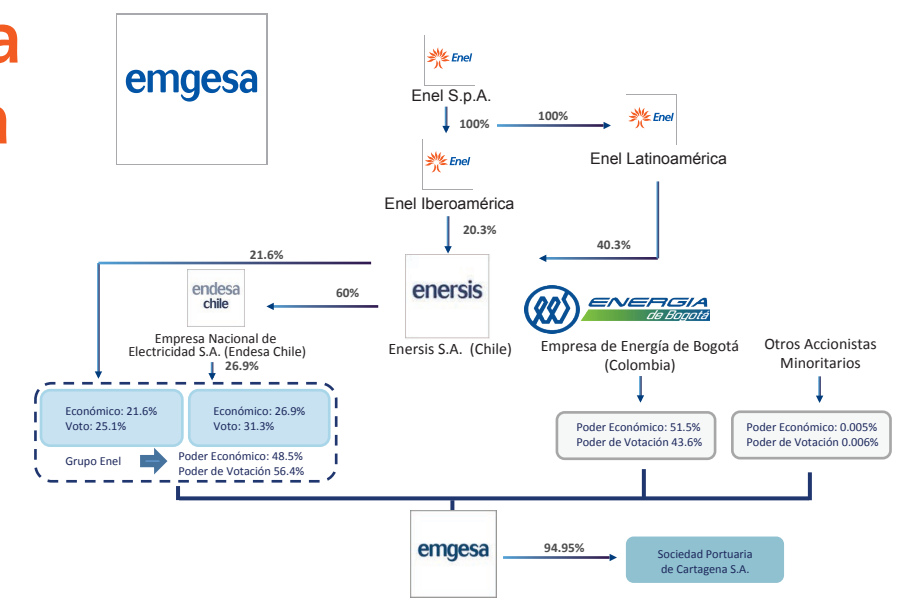 a
a
emgesa
Enel
Enel S.p.A.
100%
100%
Enel
Enel Latinoamérica
Enel
Enel Iberoamérica
20.3%
40.3%
21.6%
endesa
chile
60%
enersis
ENERGIA
de Bogotá
Empresa Nacional de
Electricidad S.A. (Endesa Chile)
26.9%
Enersis S.A. (Chile)
Empresa de Energía de Bogotá
(Colombia)
Otros Accionistas
Minoritarios
Económico: 21.6%
Voto: 25.1%
Económico: 26.9%
Voto: 31.3%
Grupo Enel
Poder Económico: 48.5%
Poder de Votación 56.4%
Poder Económico: 51.5%
Poder de Votación 43.6%
Poder Económico: 0.005%
Poder de Votación 0.006%
emgesa
94.95%
Sociedad Portuaria
de Cartagena S.A.